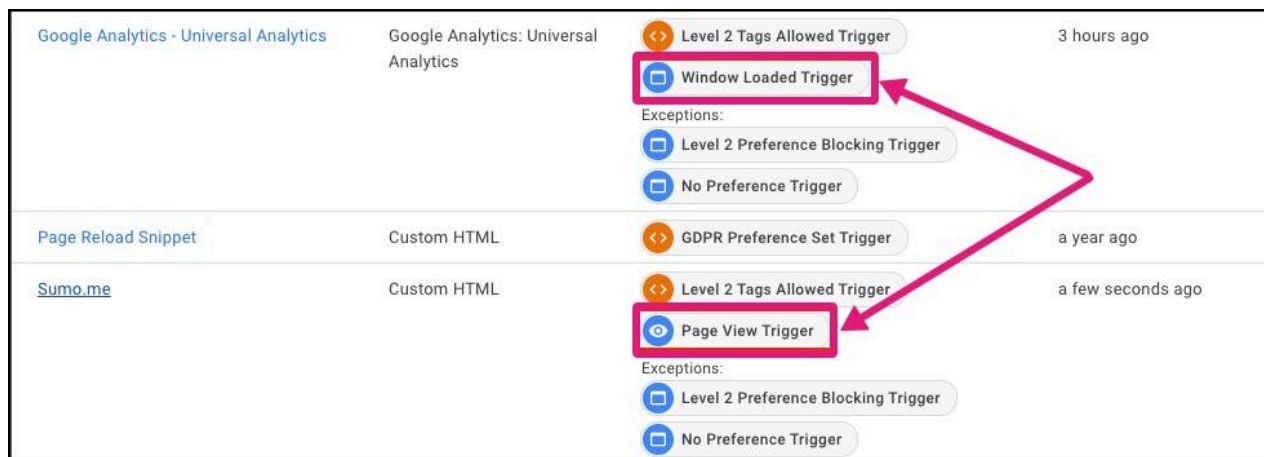 Google Analytics - Universal Analytics
Google Analytics: Universal
Analytics
Level 2 Tags Allowed Trigger
Window Loaded Trigger
Exceptions:
Level 2 Preference Blocking Trigger
No Preference Trigger
3 hours ago
Page Reload Snippet
Custom HTML
GDPR Preference Set Trigger
a year ago
Sumo.me
Custom HTML
Level 2 Tags Allowed Trigger
Page View Trigger
Exceptions:
Level 2 Preference Blocking Trigger
No Preference Trigger
a few seconds ago